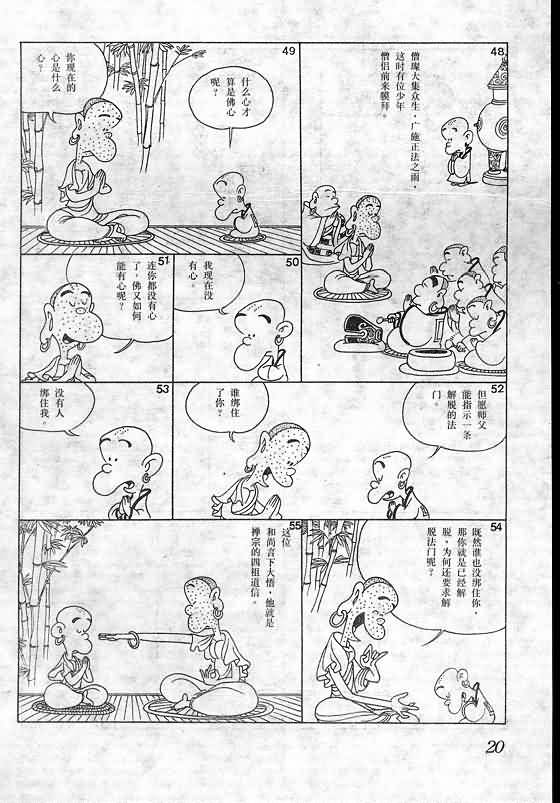 48
僧璨大集众生，广施正法之雨，
这时有位少年
僧侣前来膜拜。
49
什么心才
算是佛心
呢？
你现在的
心是什么
心？
50
我现在没
有心。
51
连你都没有心
了，佛又如何
能有心呢？
52
但愿师父
能指示一条
解脱的法
门。
谁绑住
了你？
53
没有人
绑住我。
54
既然谁也没绑住你，
那你就是已经解
脱，为何还要求解
脱法门呢？
55
这位
和尚言下大悟，他就是
禅宗的四祖道信。
20